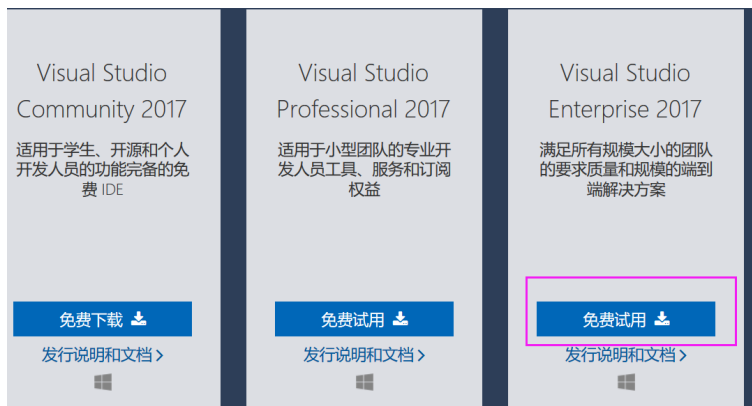 Visual Studio
Community 2017
适用于学生、开源和个人
开发人员的功能完备的免
费 IDE
免费下载
发行说明和文档
Visual Studio
Professional 2017
适用于小型团队的专业开
发人员工具、服务和订阅
权益
免费试用
发行说明和文档
Visual Studio
Enterprise 2017
满足所有规模大小的团队
的要求质量和规模的端到
端解决方案
免费试用
发行说明和文档